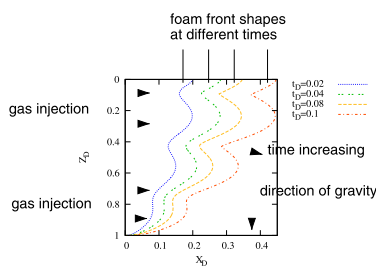 foam front shapes
at different times
gas injection
gas injection
time increasing
direction of gravity
t_D=0.02
t_D=0.04
t_D=0.08
t_D=0.1
0
0.2
0.4
0.6
0.8
1
Z_D
0
0.1
0.2
0.3
0.4
X_D